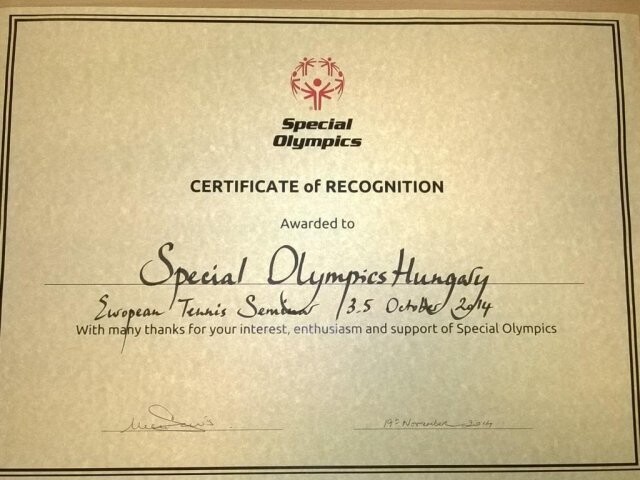 Special
Olympics
CERTIFICATE of RECOGNITION
Awarded to
Special Olympics Hungary
European Tennis Seminar 3.5 October 2014
With many thanks for your interest, enthusiasm and support of Special Olympics
19th November 2014